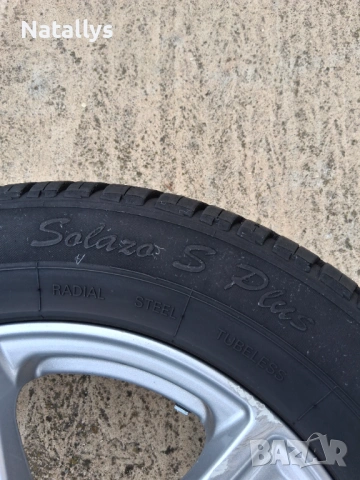 Natallys
Solazo S Plus
RADIAL STEEL TUBELESS
BAZAR